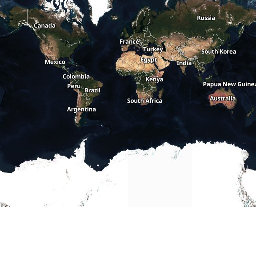 Russia
Canada
France
Turkey
South Korea
Mexico
Egypt
India
Colombia
Kenya
Peru
Brazil
Papua New Guinea
Argentina
South Africa
Australia